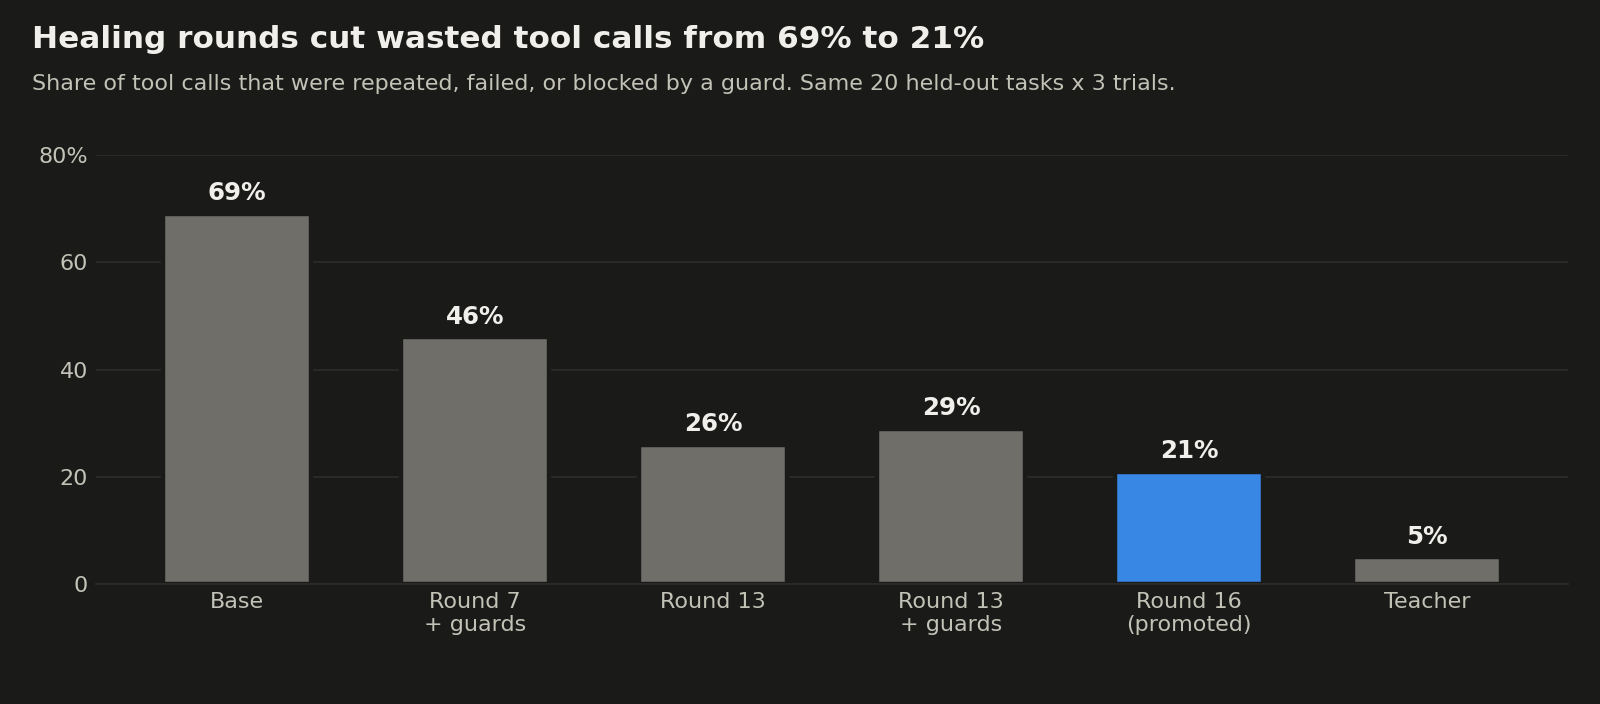 Healing rounds cut wasted tool calls from 69% to 21%
Share of tool calls that were repeated, failed, or blocked by a guard. Same 20 held-out tasks x 3 trials.
80%
60
40
20
0
69%
46%
26%
29%
21%
5%
Base
Round 7
+ guards
Round 13
Round 13
+ guards
Round 16
(promoted)
Teacher